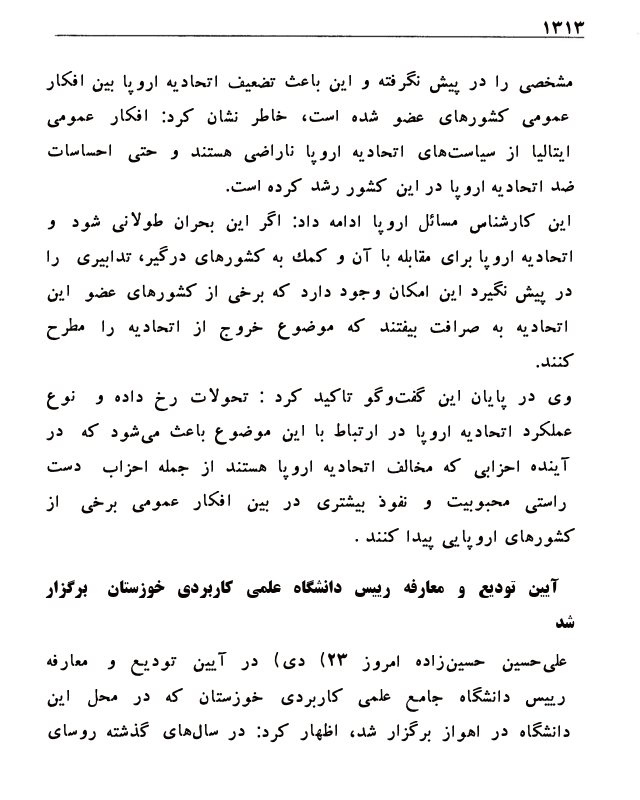 ۱۳۱۳
مشخصی را در پیش نگرفته و این باعث تضعیف اتحادیه اروپا بین افکار
عمومی کشورهای عضو شده است، خاطر نشان کرد: افکار عمومی
ایتالیا از سیاست‌های اتحادیه اروپا ناراضی هستند و حتی احساسات
ضد اتحادیه اروپا در این کشور رشد کرده است.
این کارشناس مسائل اروپا ادامه داد: اگر این بحران طولانی شود و
اتحادیه اروپا برای مقابله با آن و کمك به کشورهای درگیر، تدابیری را
در پیش نگیرد این امکان وجود دارد که برخی از کشورهای عضو این
اتحادیه به صرافت بیفتند که موضوع خروج از اتحادیه را مطرح
کنند.
وی در پایان این گفت‌وگو تاکید کرد : تحولات رخ داده و نوع
عملکرد اتحادیه اروپا در ارتباط با این موضوع باعث می‌شود که در
آینده احزابی که مخالف اتحادیه اروپا هستند از جمله احزاب دست
راستی محبوبیت و نفوذ بیشتری در بین افکار عمومی برخی از
کشورهای اروپایی پیدا کنند .
آیین تودیع و معارفه رییس دانشگاه علمی کاربردی خوزستان برگزار
شد
علی‌حسین حسین‌زاده امروز ۲۳) دی) در آیین تودیع و معارفه
رییس دانشگاه جامع علمی کاربردی خوزستان که در محل این
دانشگاه در اهواز برگزار شد، اظهار کرد: در سال‌های گذشته روسای